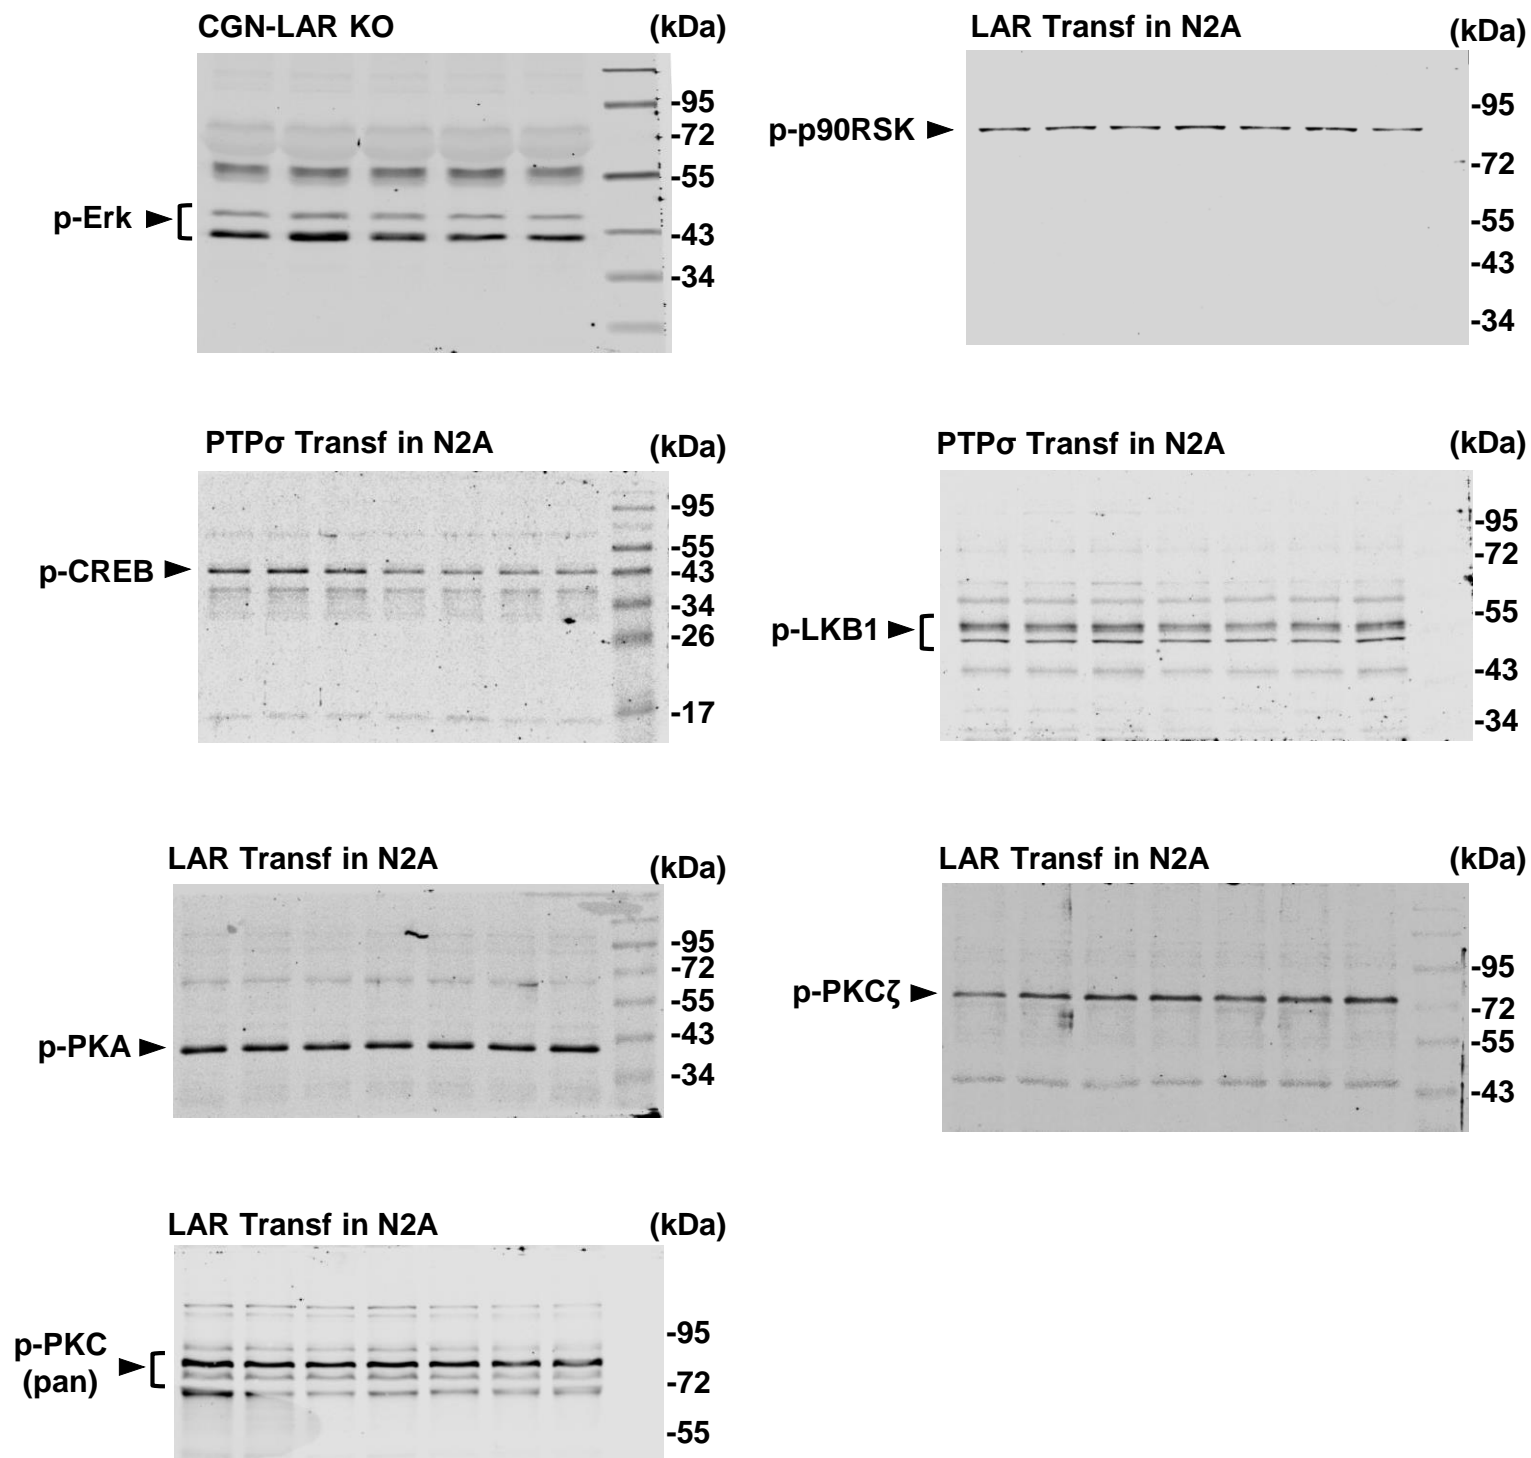 CGN-LAR KO (kDa)
-95
-72
-55
p-Erk
-43
-34
LAR Transf in N2A (kDa)
-95
p-p90RSK
-72
-55
-43
-34
PTPσ Transf in N2A (kDa)
-95
-55
p-CREB
-43
-34
-26
-17
PTPσ Transf in N2A (kDa)
-95
-72
-55
p-LKB1
-43
-34
LAR Transf in N2A (kDa)
-95
-72
-55
-43
p-PKA
-34
LAR Transf in N2A (kDa)
-95
p-PKCζ
-72
-55
-43
LAR Transf in N2A (kDa)
-95
p-PKC
(pan)
-72
-55